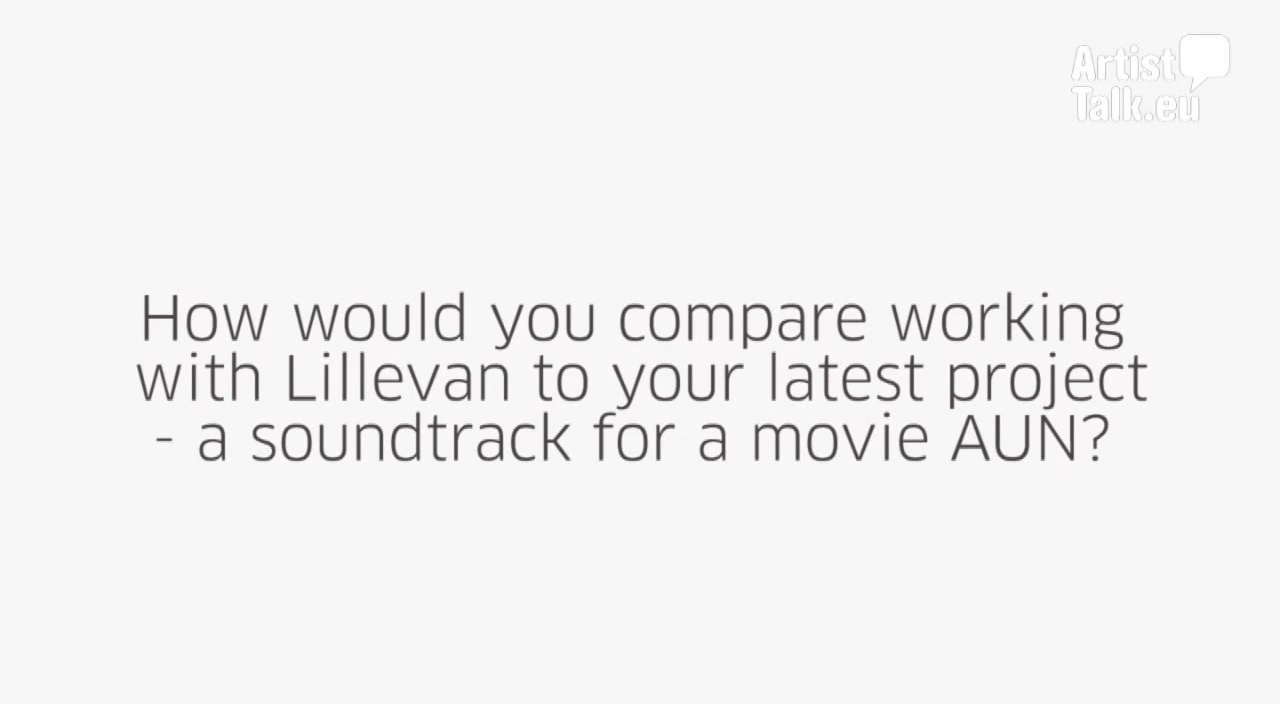 Artist
Talk.eu
How would you compare working
with Lillevan to your latest project
- a soundtrack for a movie AUN?